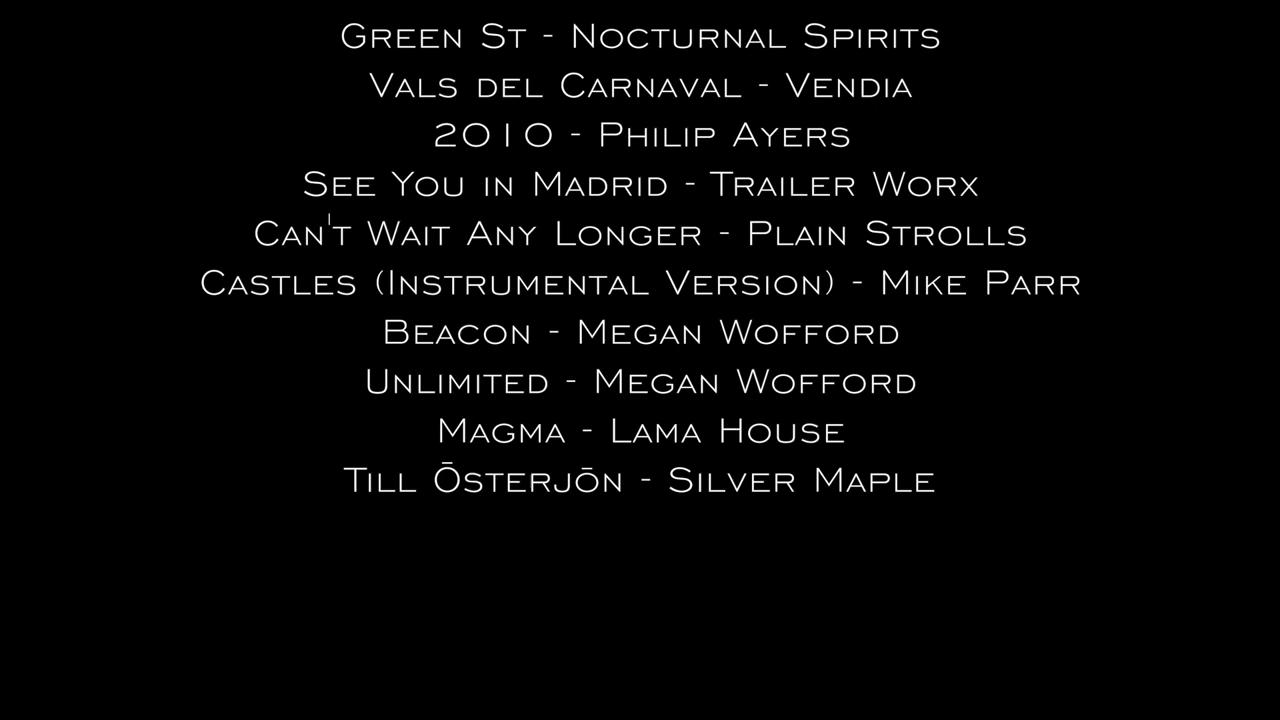 Green St - Nocturnal Spirits
Vals del Carnaval - Vendia
2010 - Philip Ayers
See You in Madrid - Trailer Worx
Can't Wait Any Longer - Plain Strolls
Castles (Instrumental Version) - Mike Parr
Beacon - Megan Wofford
Unlimited - Megan Wofford
Magma - Lama House
Till Ōsterjōn - Silver Maple